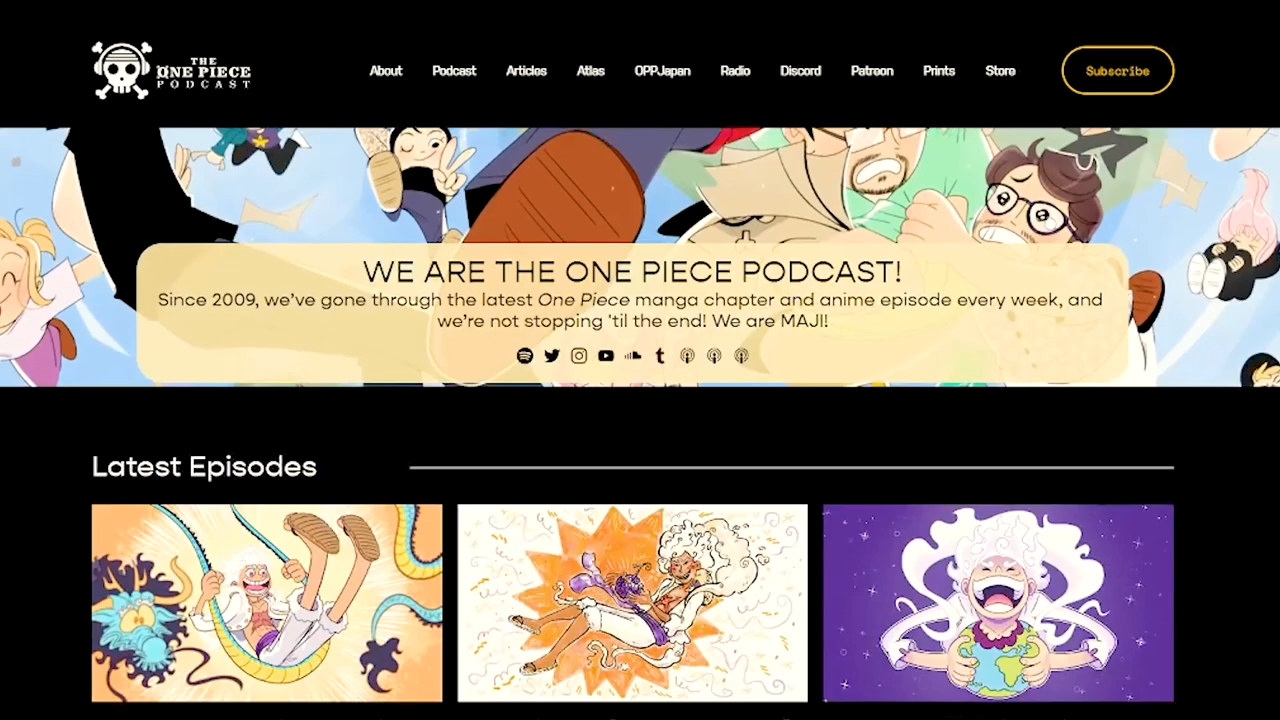 THE
ONE PIECE
PODCAST
About Podcast Articles Atlas OPPJapan Radio Discord Patreon Prints Store Subscribe
WE ARE THE ONE PIECE PODCAST!
Since 2009, we've gone through the latest One Piece manga chapter and anime episode every week, and
we're not stopping 'til the end! We are MAJI!
Latest Episodes